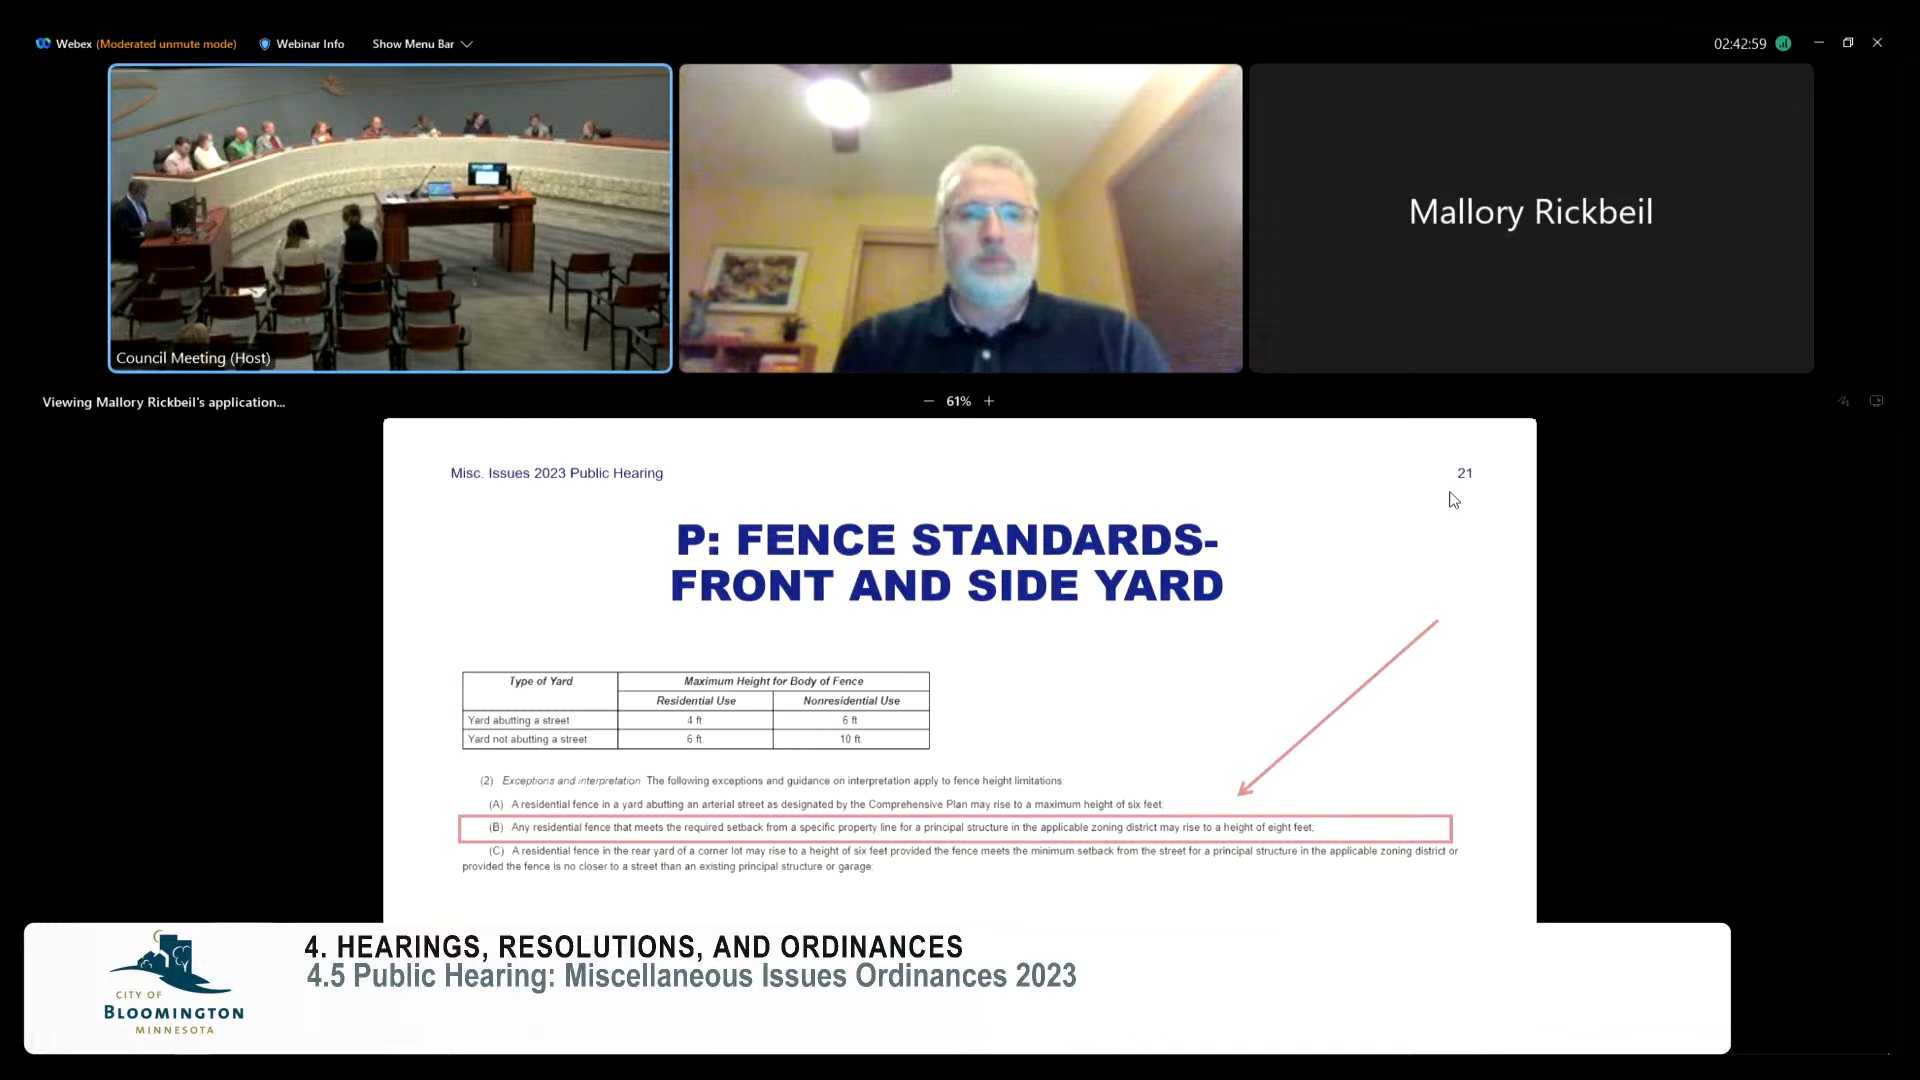 Webex (Moderated unmute mode) Webinar Info Show Menu Bar 02:42:59
Council Meeting (Host)
Mallory Rickbeil
Viewing Mallory Rickbeil's application... 61%
Misc. Issues 2023 Public Hearing 21
P: FENCE STANDARDS-
FRONT AND SIDE YARD
Type of Yard Maximum Height for Body of Fence
Residential Use Nonresidential Use
Yard abutting a street 4 ft 6 ft
Yard not abutting a street 6 ft. 10 ft
(2) Exceptions and interpretation The following exceptions and guidance on interpretation apply to fence height limitations:
(A) A residential fence in a yard abutting an arterial street as designated by the Comprehensive Plan may rise to a maximum height of six feet;
(B) Any residential fence that meets the required setback from a specific property line for a principal structure in the applicable zoning district may rise to a height of eight feet;
(C) A residential fence in the rear yard of a corner lot may rise to a height of six feet provided the fence meets the minimum setback from the street for a principal structure in the applicable zoning district or
provided the fence is no closer to a street than an existing principal structure or garage;
4. HEARINGS, RESOLUTIONS, AND ORDINANCES
4.5 Public Hearing: Miscellaneous Issues Ordinances 2023
CITY OF
BLOOMINGTON
MINNESOTA